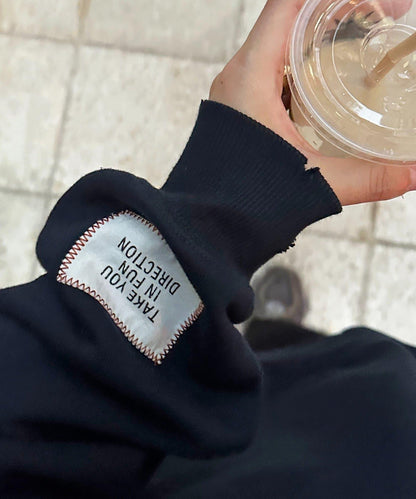 TAKE YOU
IN FUN
DIRECTION